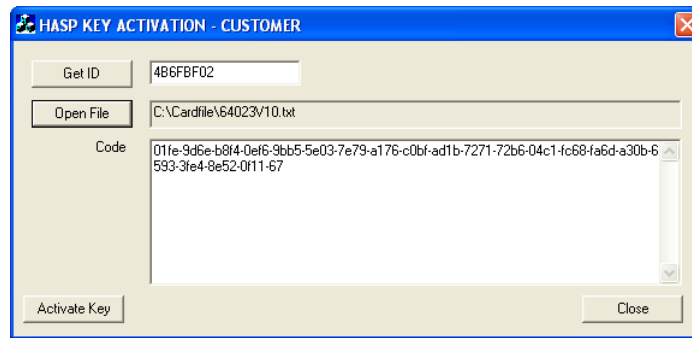 HASP KEY ACTIVATION - CUSTOMER
Get ID 4B6FBF02
Open File C:\Cardfile\64023V10.txt
Code 01fe-9d6e-b8f4-0ef6-9bb5-5e03-7e79-a176-c0bf-ad1b-7271-72b6-04c1-fc68-fa6d-a30b-6
593-3fe4-8e52-0f11-67
Activate Key Close